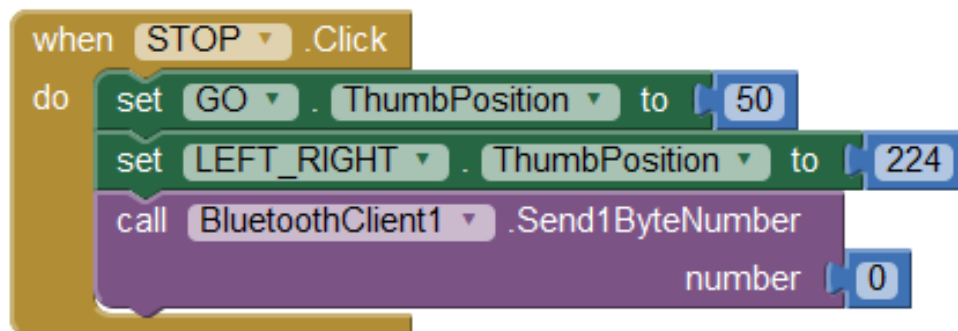 when STOP .Click
do set GO . ThumbPosition to 50
set LEFT_RIGHT . ThumbPosition to 224
call BluetoothClient1 .Send1ByteNumber
number 0